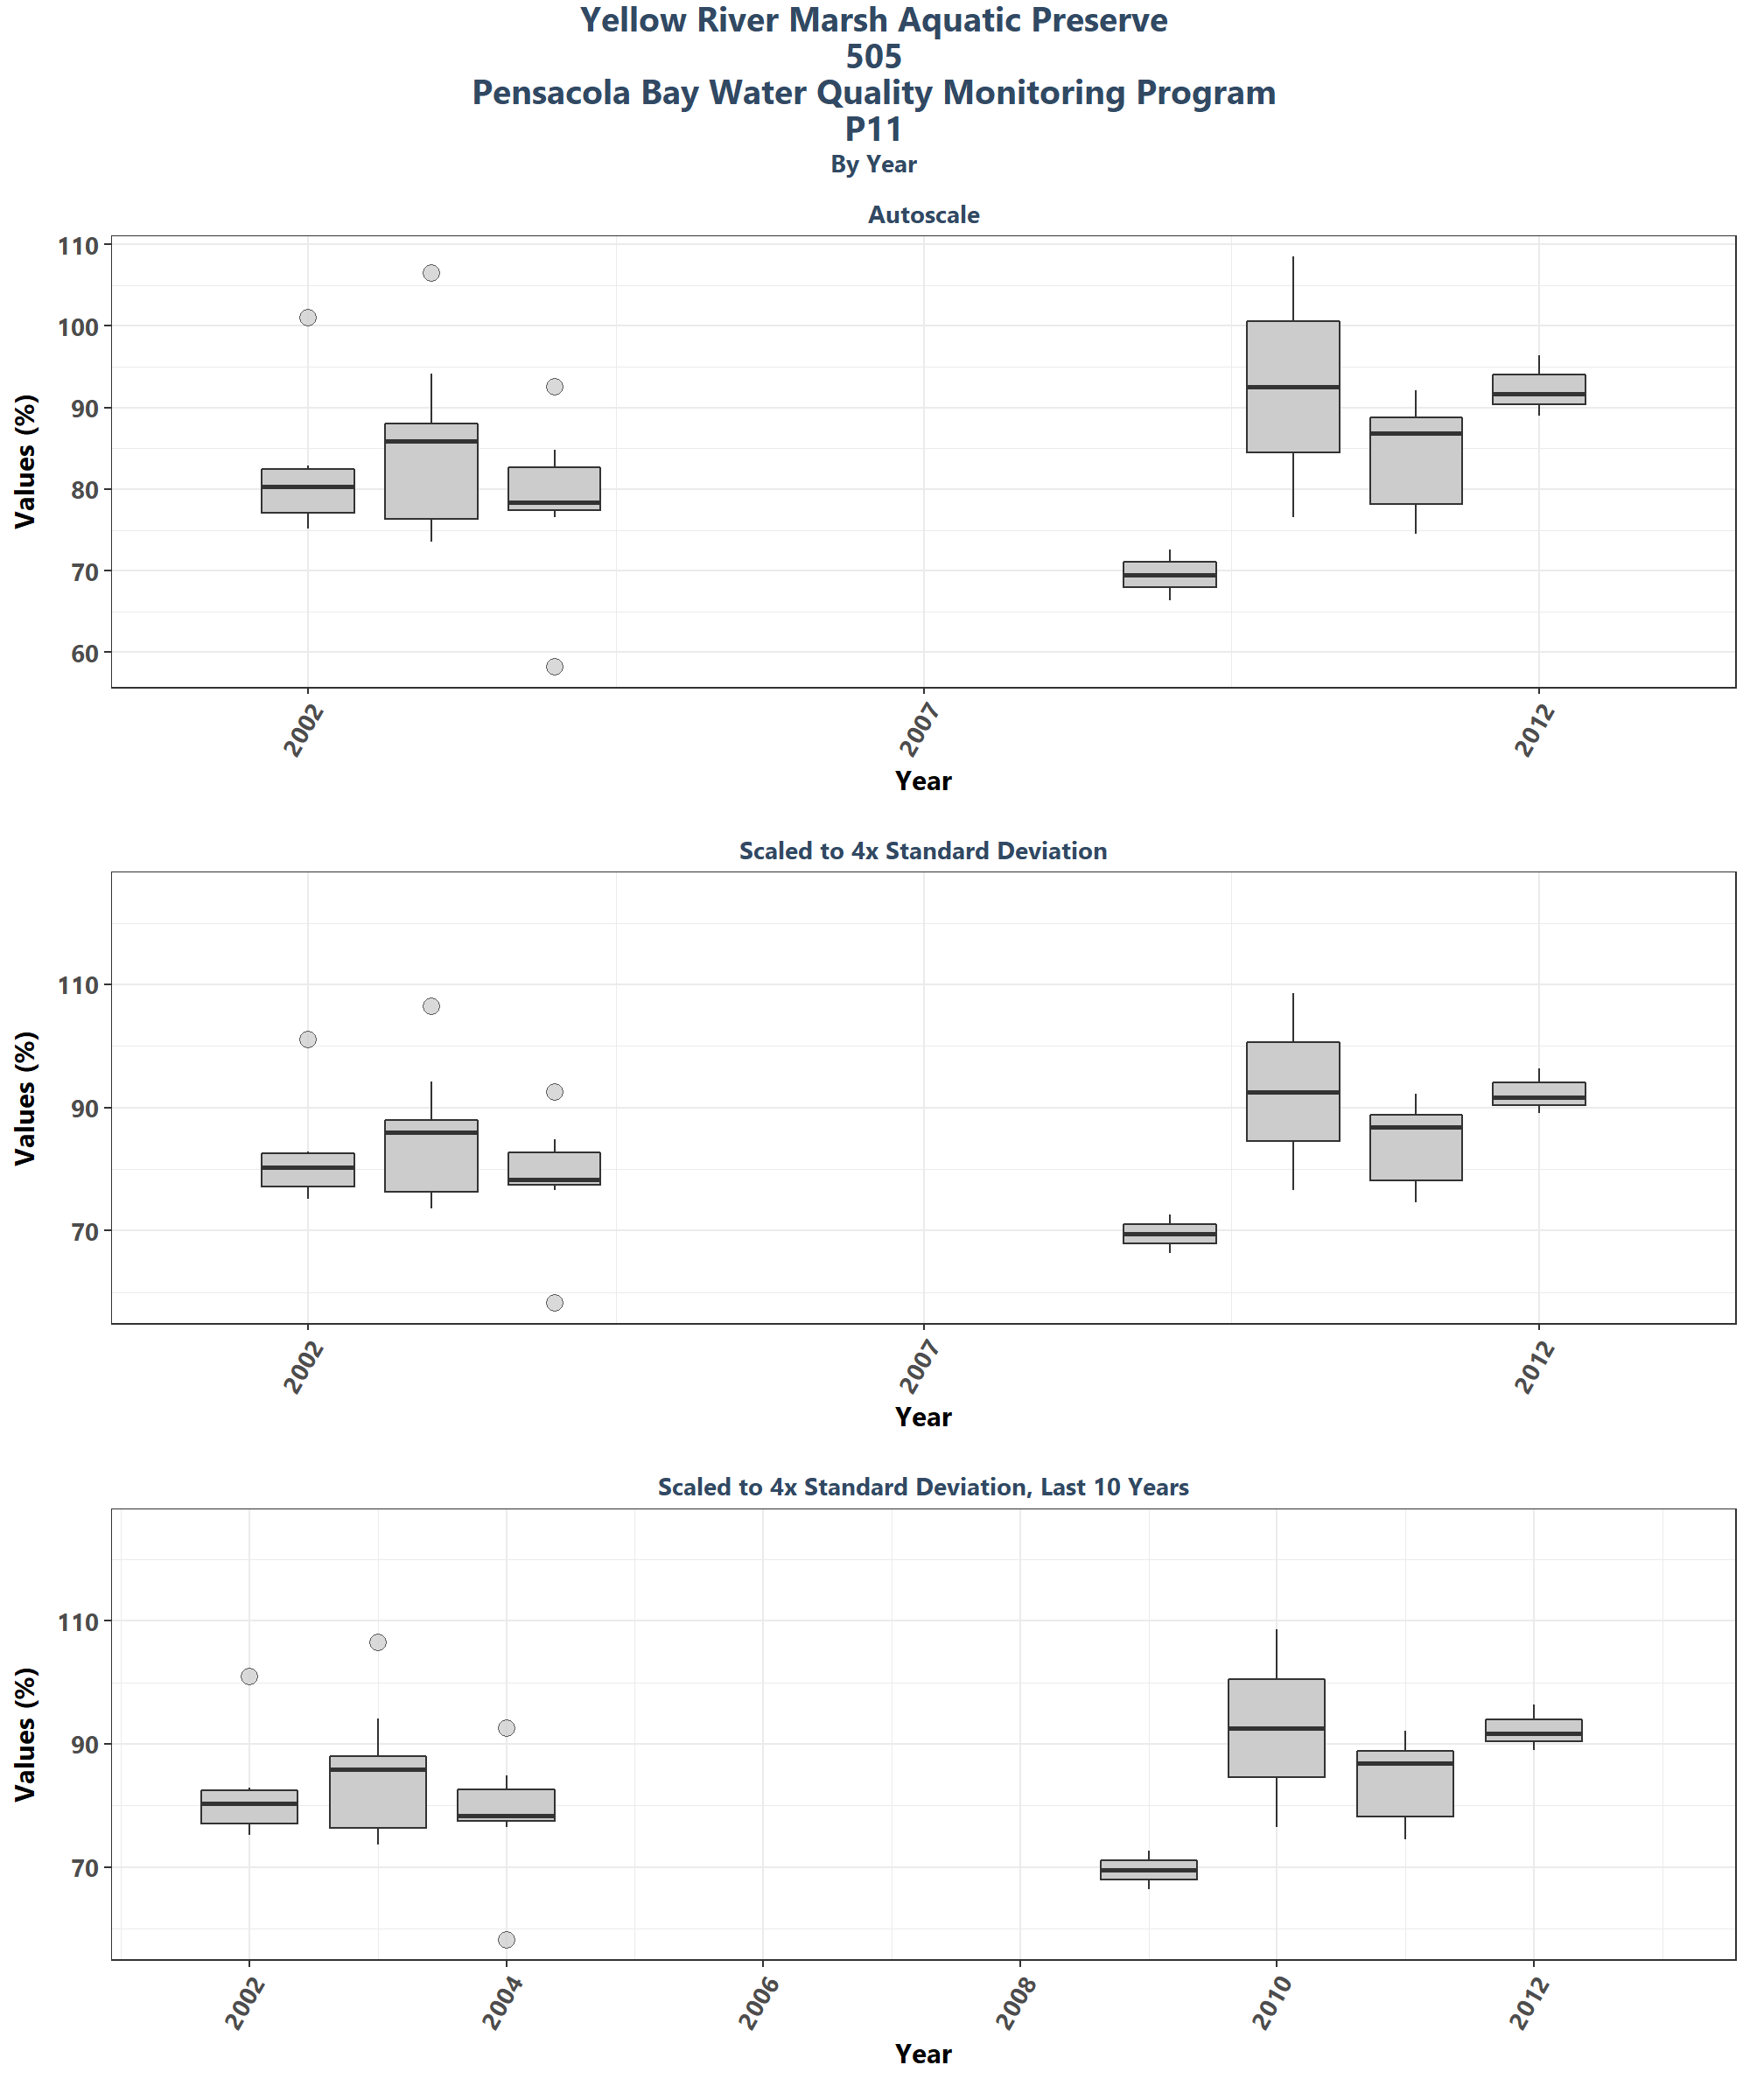 Yellow River Marsh Aquatic Preserve
505
Pensacola Bay Water Quality Monitoring Program
P11
By Year
Autoscale
110
100
90
80
70
60
Values (%)
2002
2007
2012
Year
Scaled to 4x Standard Deviation
110
90
70
Values (%)
2002
2007
2012
Year
Scaled to 4x Standard Deviation, Last 10 Years
110
90
70
Values (%)
2002
2004
2006
2008
2010
2012
Year